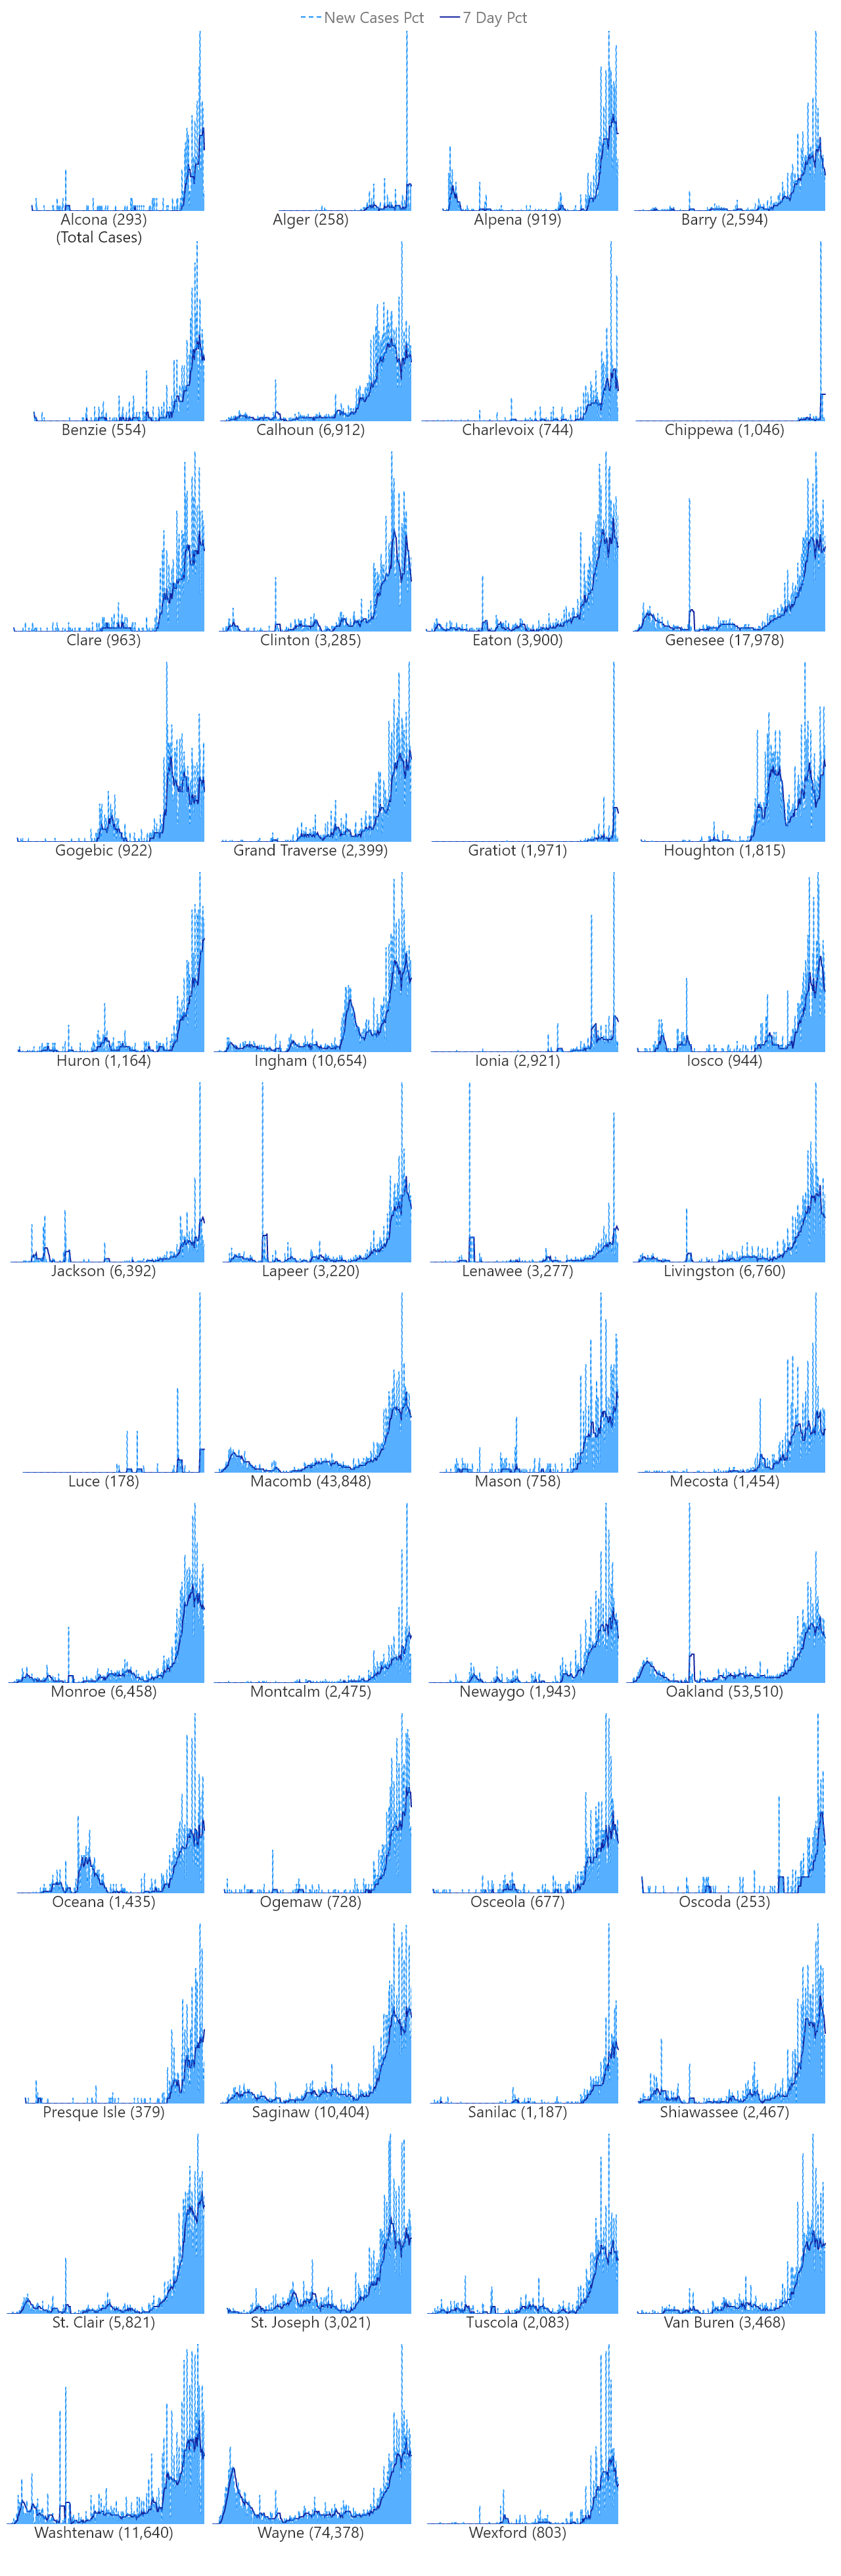 New Cases Pct 7 Day Pct
Alcona (293) Alger (258) Alpena (919) Barry (2,594)
(Total Cases)
Benzie (554) Calhoun (6,912) Charlevoix (744) Chippewa (1,046)
Clare (963) Clinton (3,285) Eaton (3,900) Genesee (17,978)
Gogebic (922) Grand Traverse (2,399) Gratiot (1,971) Houghton (1,815)
Huron (1,164) Ingham (10,654) Ionia (2,921) Iosco (944)
Jackson (6,392) Lapeer (3,220) Lenawee (3,277) Livingston (6,760)
Luce (178) Macomb (43,848) Mason (758) Mecosta (1,454)
Monroe (6,458) Montcalm (2,475) Newaygo (1,943) Oakland (53,510)
Oceana (1,435) Ogemaw (728) Osceola (677) Oscoda (253)
Presque Isle (379) Saginaw (10,404) Sanilac (1,187) Shiawassee (2,467)
St. Clair (5,821) St. Joseph (3,021) Tuscola (2,083) Van Buren (3,468)
Washtenaw (11,640) Wayne (74,378) Wexford (803)